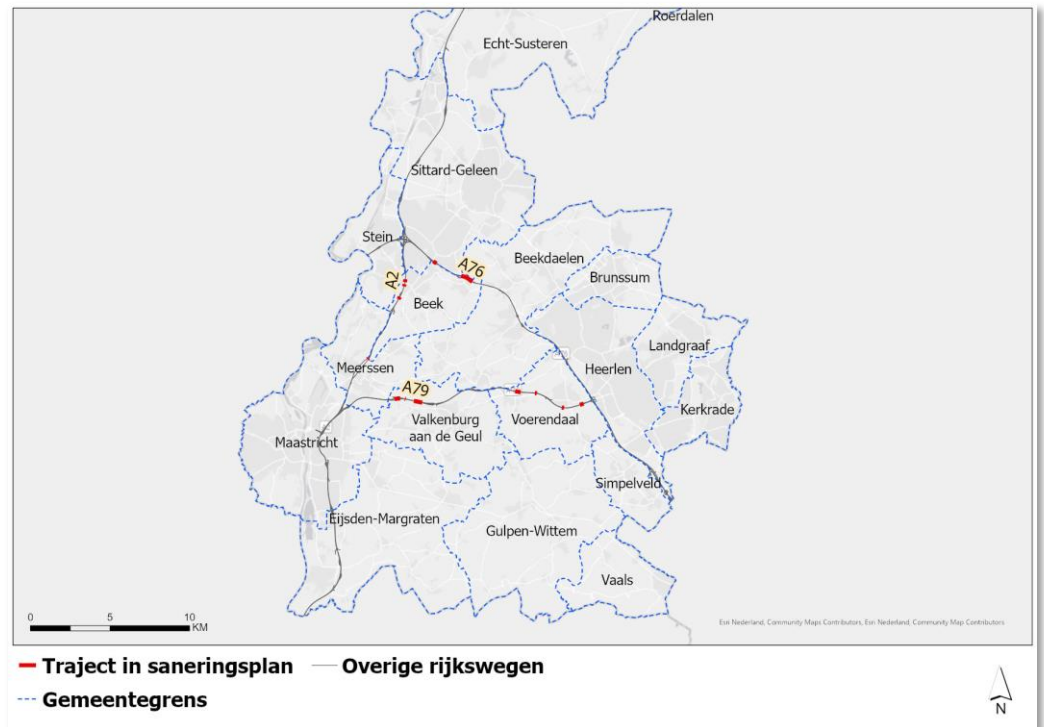 Roerdalen
Echt-Susteren
Sittard-Geleen
Stein
A76
Beekdaelen
A2
Brunssum
Beek
Landgraaf
Meerssen
Heerlen
A79
Kerkrade
Valkenburg
aan de Geul
Voerendaal
Maastricht
Simpelveld
Eijsden-Margraten
Gulpen-Wittem
Vaals
0 5 10
KM
Esri Nederland, Community Maps Contributors, Esri Nederland, Community Map Contributors
Traject in saneringsplan
Overige rijkswegen
Gemeentegrens
N